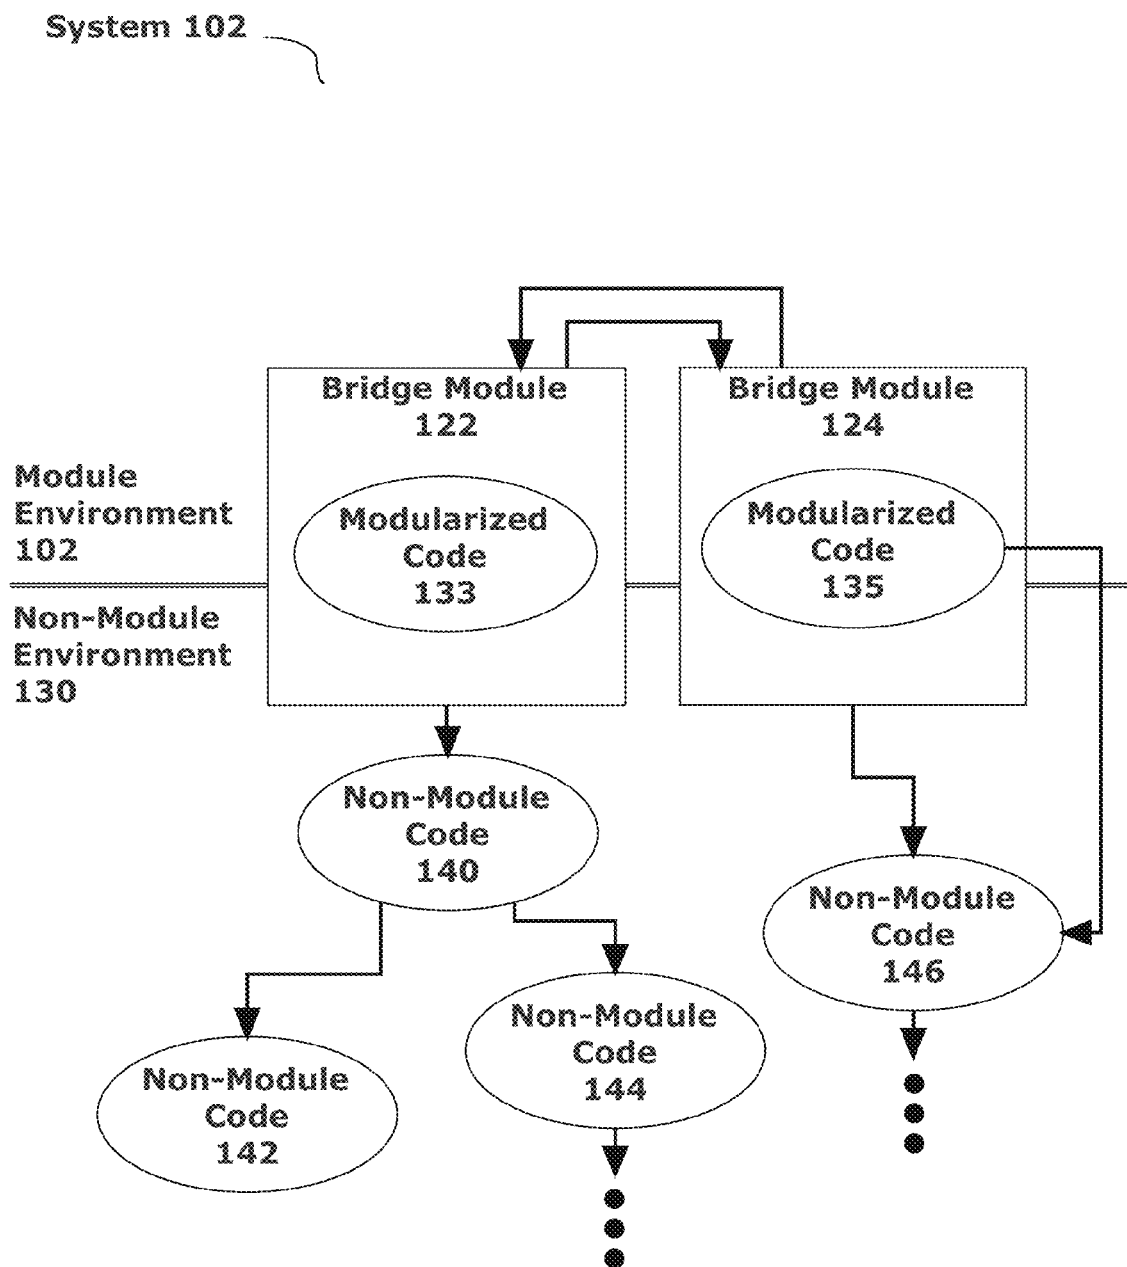 System 102
Bridge Module
122
Bridge Module
124
Module
Environment
102
Modularized
Code
133
Modularized
Code
135
Non-Module
Environment
130
Non-Module
Code
140
Non-Module
Code
146
Non-Module
Code
144
Non-Module
Code
142